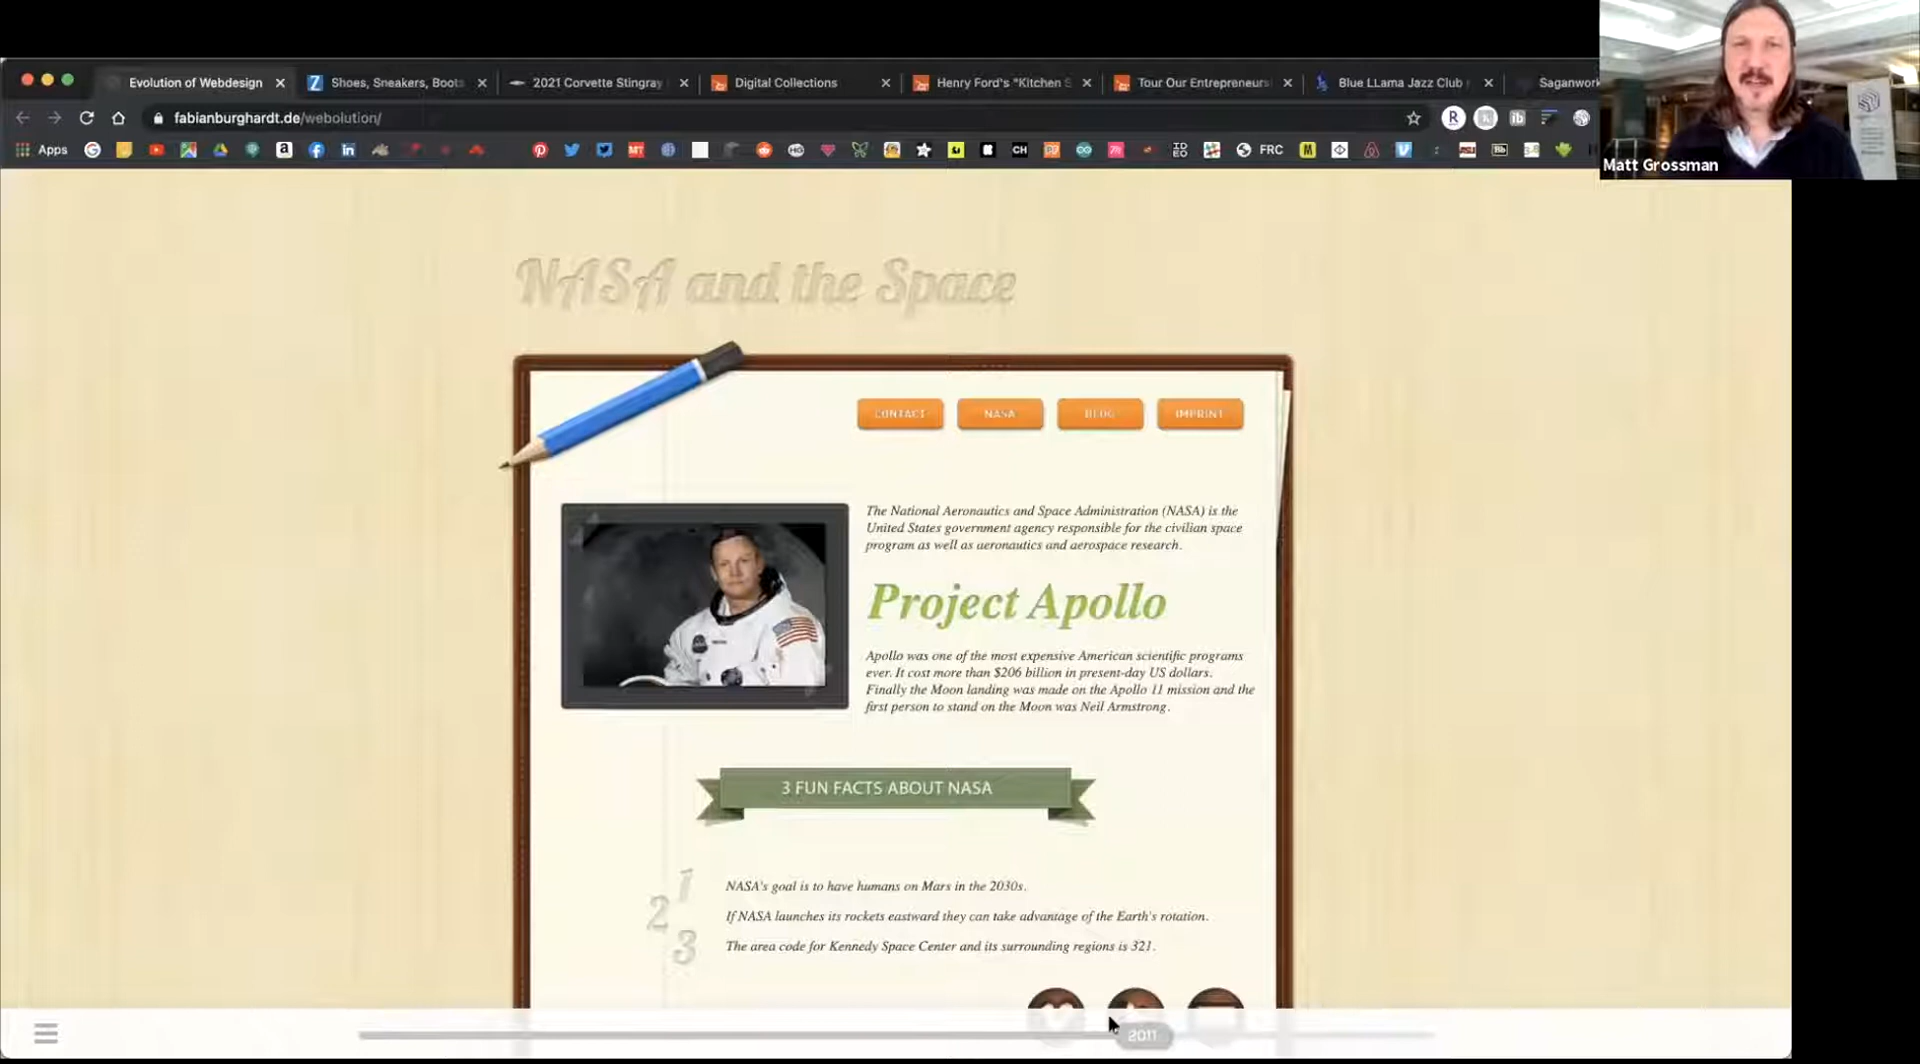 Evolution of Webdesign
Shoes, Sneakers, Boots
2021 Corvette Stingray
Digital Collections
Henry Ford's "Kitchen S
Tour Our Entrepreneurs
Blue LLama Jazz Club
Saganwork
fabianburghardt.de/webolution/
Apps
FRC
Matt Grossman
NASA and the Space
CONTACT
NASA
BLOG
IMPRINT
The National Aeronautics and Space Administration (NASA) is the
United States government agency responsible for the civilian space
program as well as aeronautics and aerospace research.
Project Apollo
Apollo was one of the most expensive American scientific programs
ever. It cost more than $206 billion in present-day US dollars.
Finally the Moon landing was made on the Apollo 11 mission and the
first person to stand on the Moon was Neil Armstrong.
3 FUN FACTS ABOUT NASA
1 NASA's goal is to have humans on Mars in the 2030s.
2 If NASA launches its rockets eastward they can take advantage of the Earth's rotation.
3 The area code for Kennedy Space Center and its surrounding regions is 321.
2011